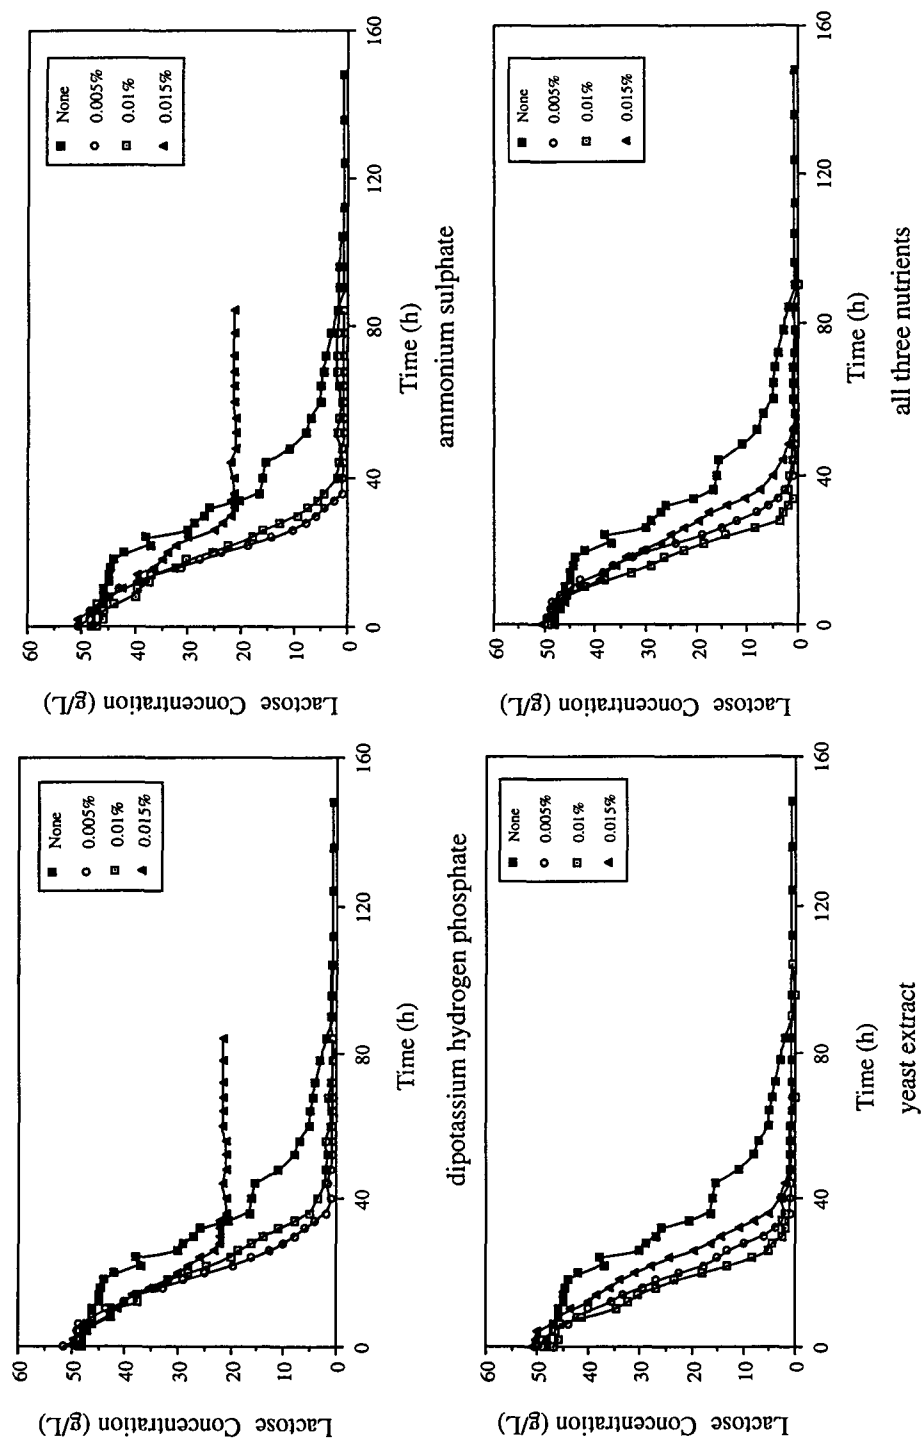 Lactose Concentration (g/L)
60
50
40
30
20
10
0
None
0.005%
0.01%
0.015%
0 40 80 120 160
Time (h)
dipotassium hydrogen phosphate
Lactose Concentration (g/L)
60
50
40
30
20
10
0
None
0.005%
0.01%
0.015%
0 40 80 120 160
Time (h)
ammonium sulphate
Lactose Concentration (g/L)
60
50
40
30
20
10
0
None
0.005%
0.01%
0.015%
0 40 80 120 160
Time (h)
yeast extract
Lactose Concentration (g/L)
60
50
40
30
20
10
0
None
0.005%
0.01%
0.015%
0 40 80 120 160
Time (h)
all three nutrients